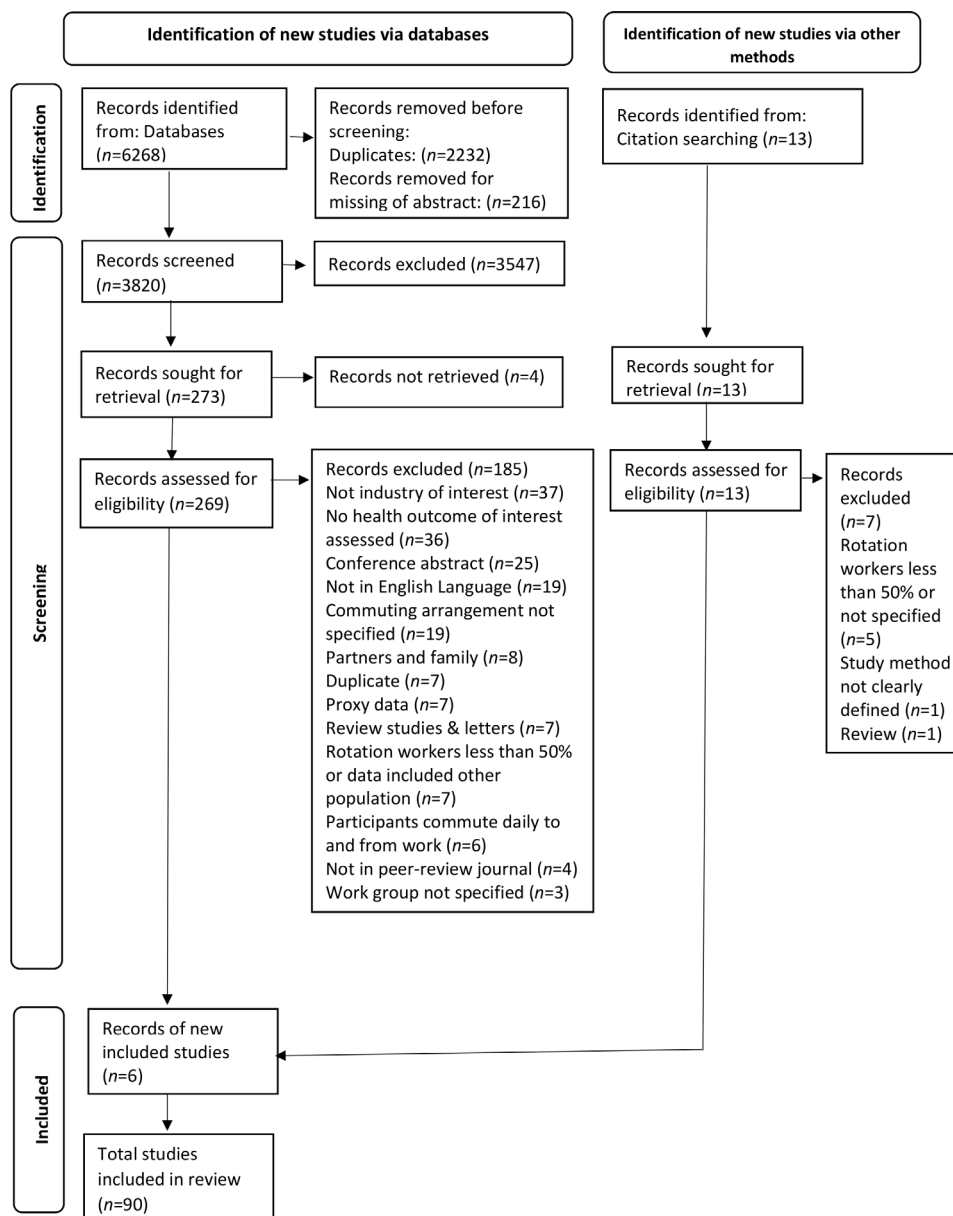 Identification of new studies via databases
Identification of new studies via other
methods
Identification
Records identified
from: Databases
(n=6268)
Records removed before
screening:
Duplicates: (n=2232)
Records removed for
missing of abstract: (n=216)
Records identified from:
Citation searching (n=13)
Screening
Records screened
(n=3820)
Records excluded (n=3547)
Records sought for
retrieval (n=273)
Records not retrieved (n=4)
Records sought for
retrieval (n=13)
Records assessed for
eligibility (n=269)
Records excluded (n=185)
Not industry of interest (n=37)
No health outcome of interest
assessed (n=36)
Conference abstract (n=25)
Not in English Language (n=19)
Commuting arrangement not
specified (n=19)
Partners and family (n=8)
Duplicate (n=7)
Proxy data (n=7)
Review studies & letters (n=7)
Rotation workers less than 50%
or data included other
population (n=7)
Participants commute daily to
and from work (n=6)
Not in peer-review journal (n=4)
Work group not specified (n=3)
Records assessed for
eligibility (n=13)
Records
excluded
(n=7)
Rotation
workers less
than 50% or
not specified
(n=5)
Study method
not clearly
defined (n=1)
Review (n=1)
Included
Records of new
included studies
(n=6)
Total studies
included in review
(n=90)